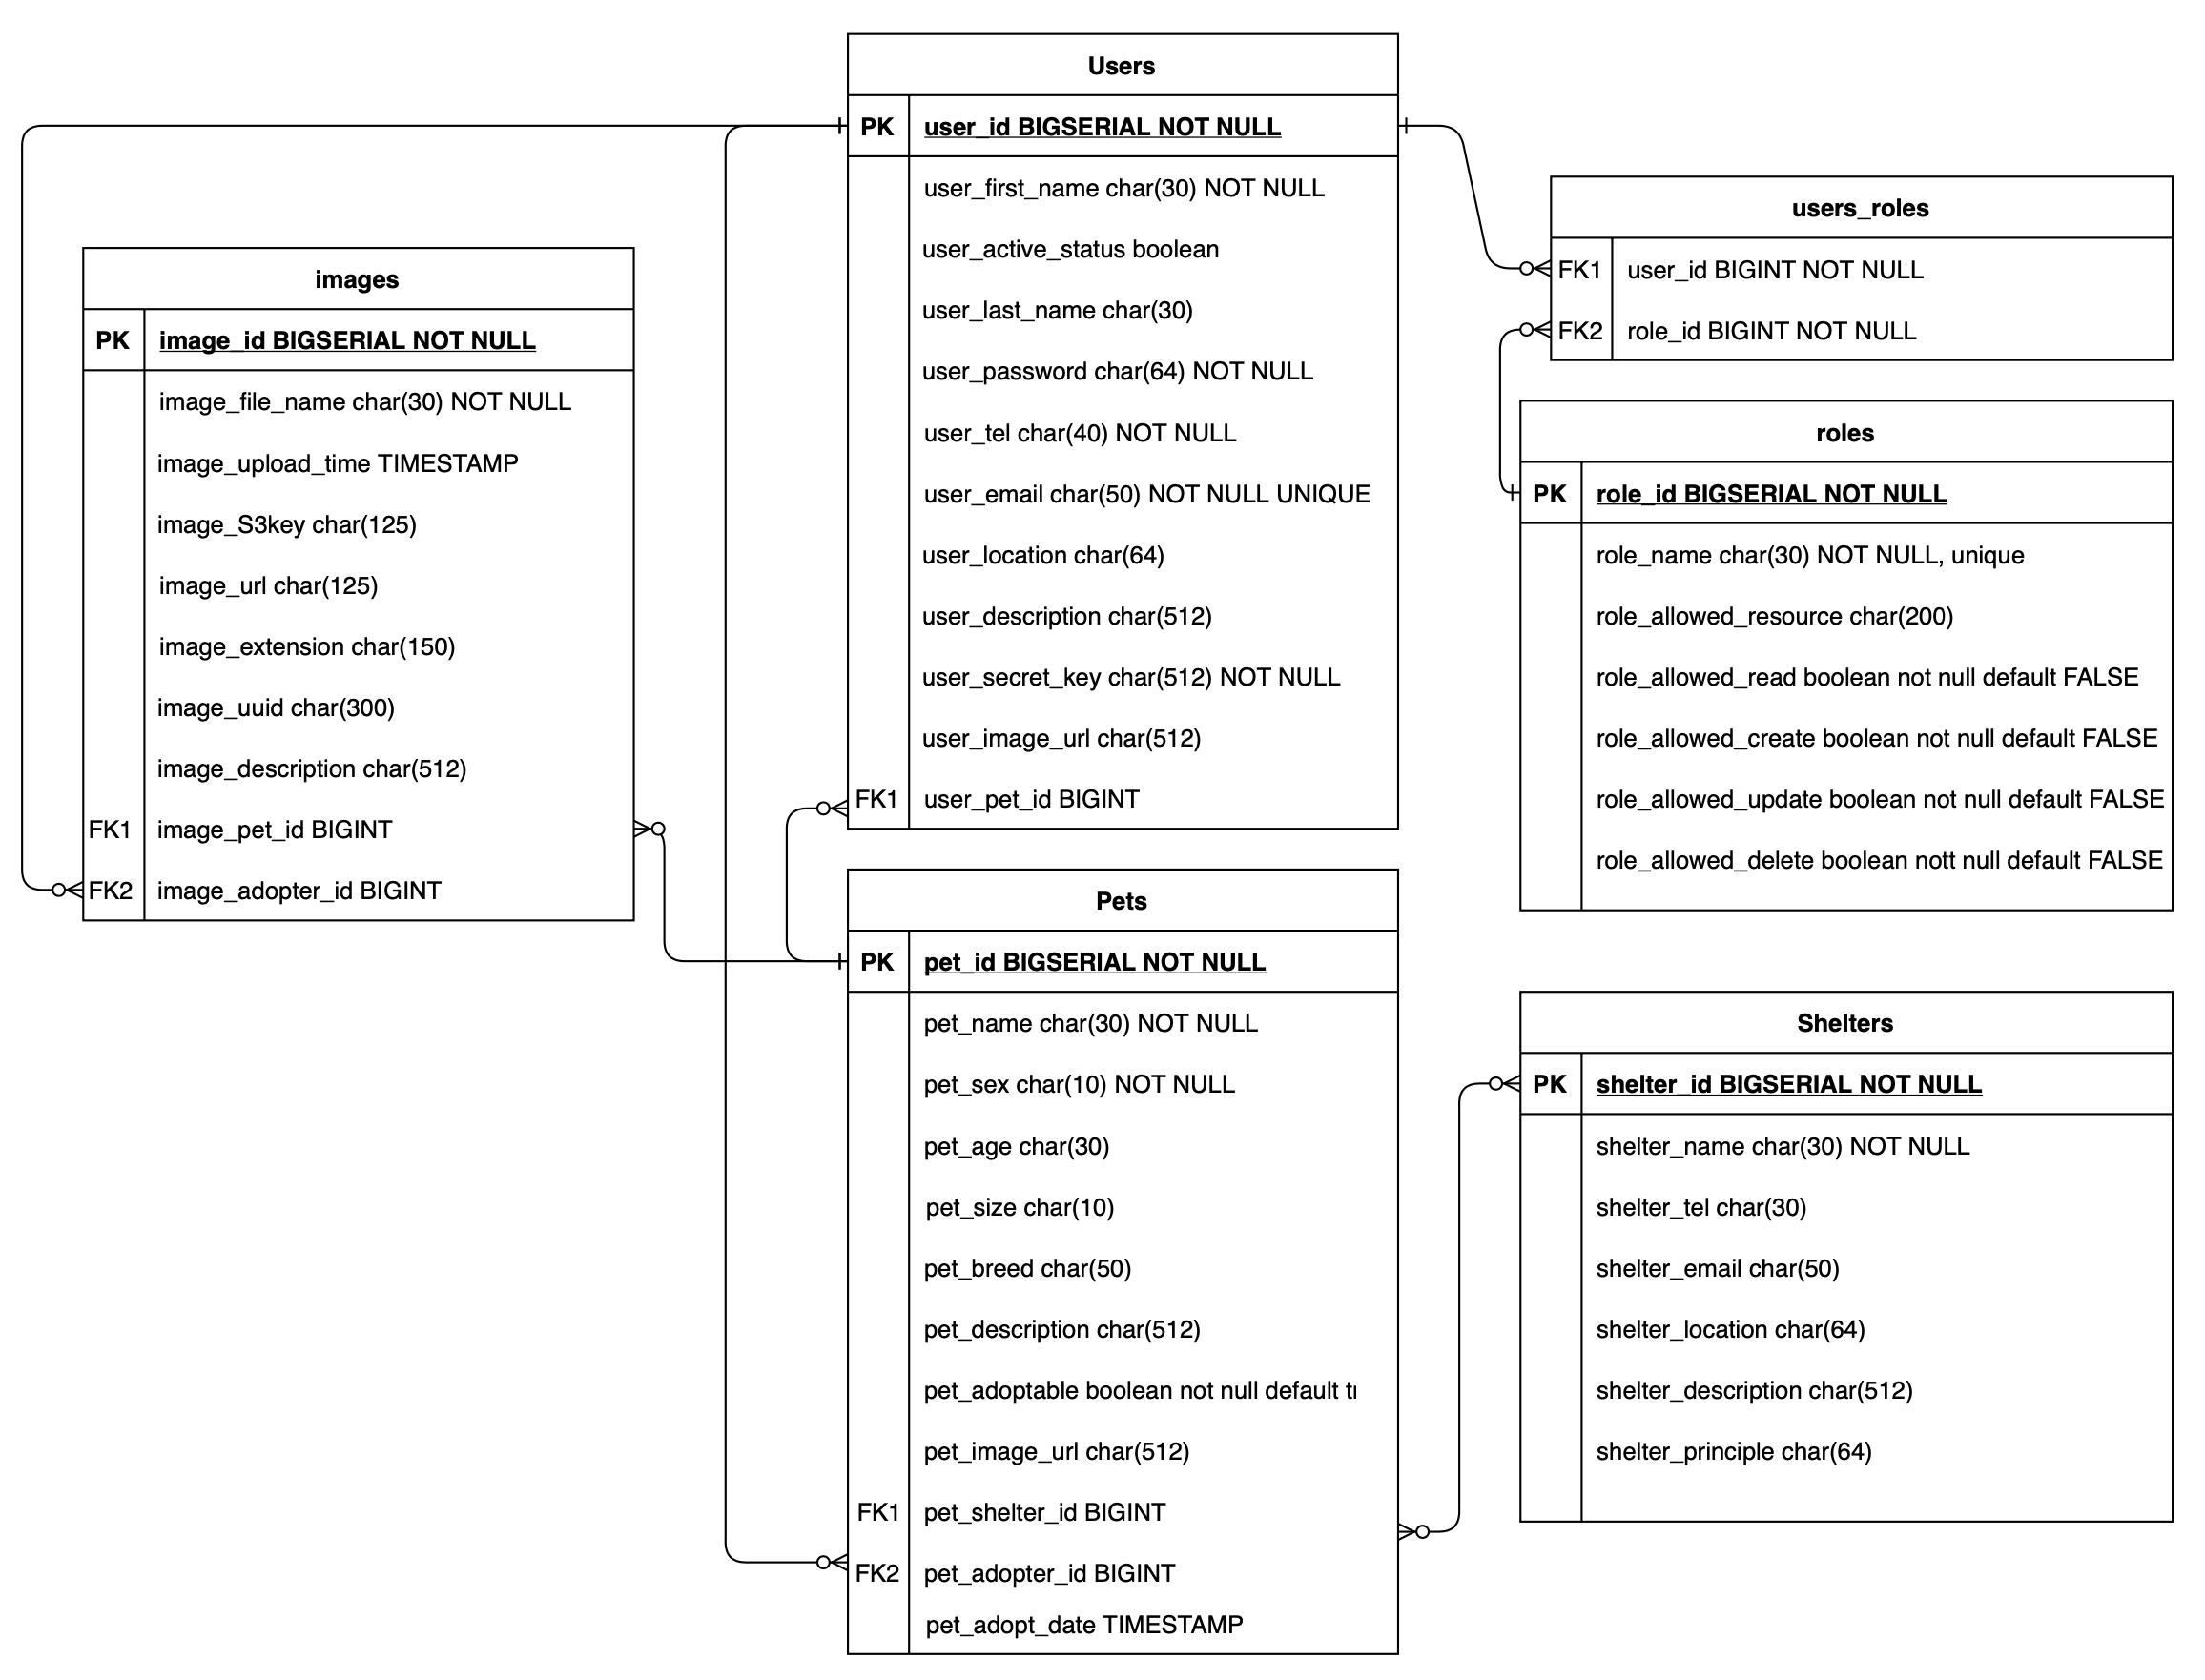 Users
PK user_id BIGSERIAL NOT NULL
user_first_name char(30) NOT NULL
user_active_status boolean
user_last_name char(30)
user_password char(64) NOT NULL
user_tel char(40) NOT NULL
user_email char(50) NOT NULL UNIQUE
user_location char(64)
user_description char(512)
user_secret_key char(512) NOT NULL
user_image_url char(512)
FK1 user_pet_id BIGINT
users_roles
FK1 user_id BIGINT NOT NULL
FK2 role_id BIGINT NOT NULL
images
PK image_id BIGSERIAL NOT NULL
image_file_name char(30) NOT NULL
image_upload_time TIMESTAMP
image_S3key char(125)
image_url char(125)
image_extension char(150)
image_uuid char(300)
image_description char(512)
FK1 image_pet_id BIGINT
FK2 image_adopter_id BIGINT
roles
PK role_id BIGSERIAL NOT NULL
role_name char(30) NOT NULL, unique
role_allowed_resource char(200)
role_allowed_read boolean not null default FALSE
role_allowed_create boolean not null default FALSE
role_allowed_update boolean not null default FALSE
role_allowed_delete boolean nott null default FALSE
Pets
PK pet_id BIGSERIAL NOT NULL
pet_name char(30) NOT NULL
pet_sex char(10) NOT NULL
pet_age char(30)
pet_size char(10)
pet_breed char(50)
pet_description char(512)
pet_adoptable boolean not null default
pet_image_url char(512)
FK1 pet_shelter_id BIGINT
FK2 pet_adopter_id BIGINT
pet_adopt_date TIMESTAMP
Shelters
PK shelter_id BIGSERIAL NOT NULL
shelter_name char(30) NOT NULL
shelter_tel char(30)
shelter_email char(50)
shelter_location char(64)
shelter_description char(512)
shelter_principle char(64)